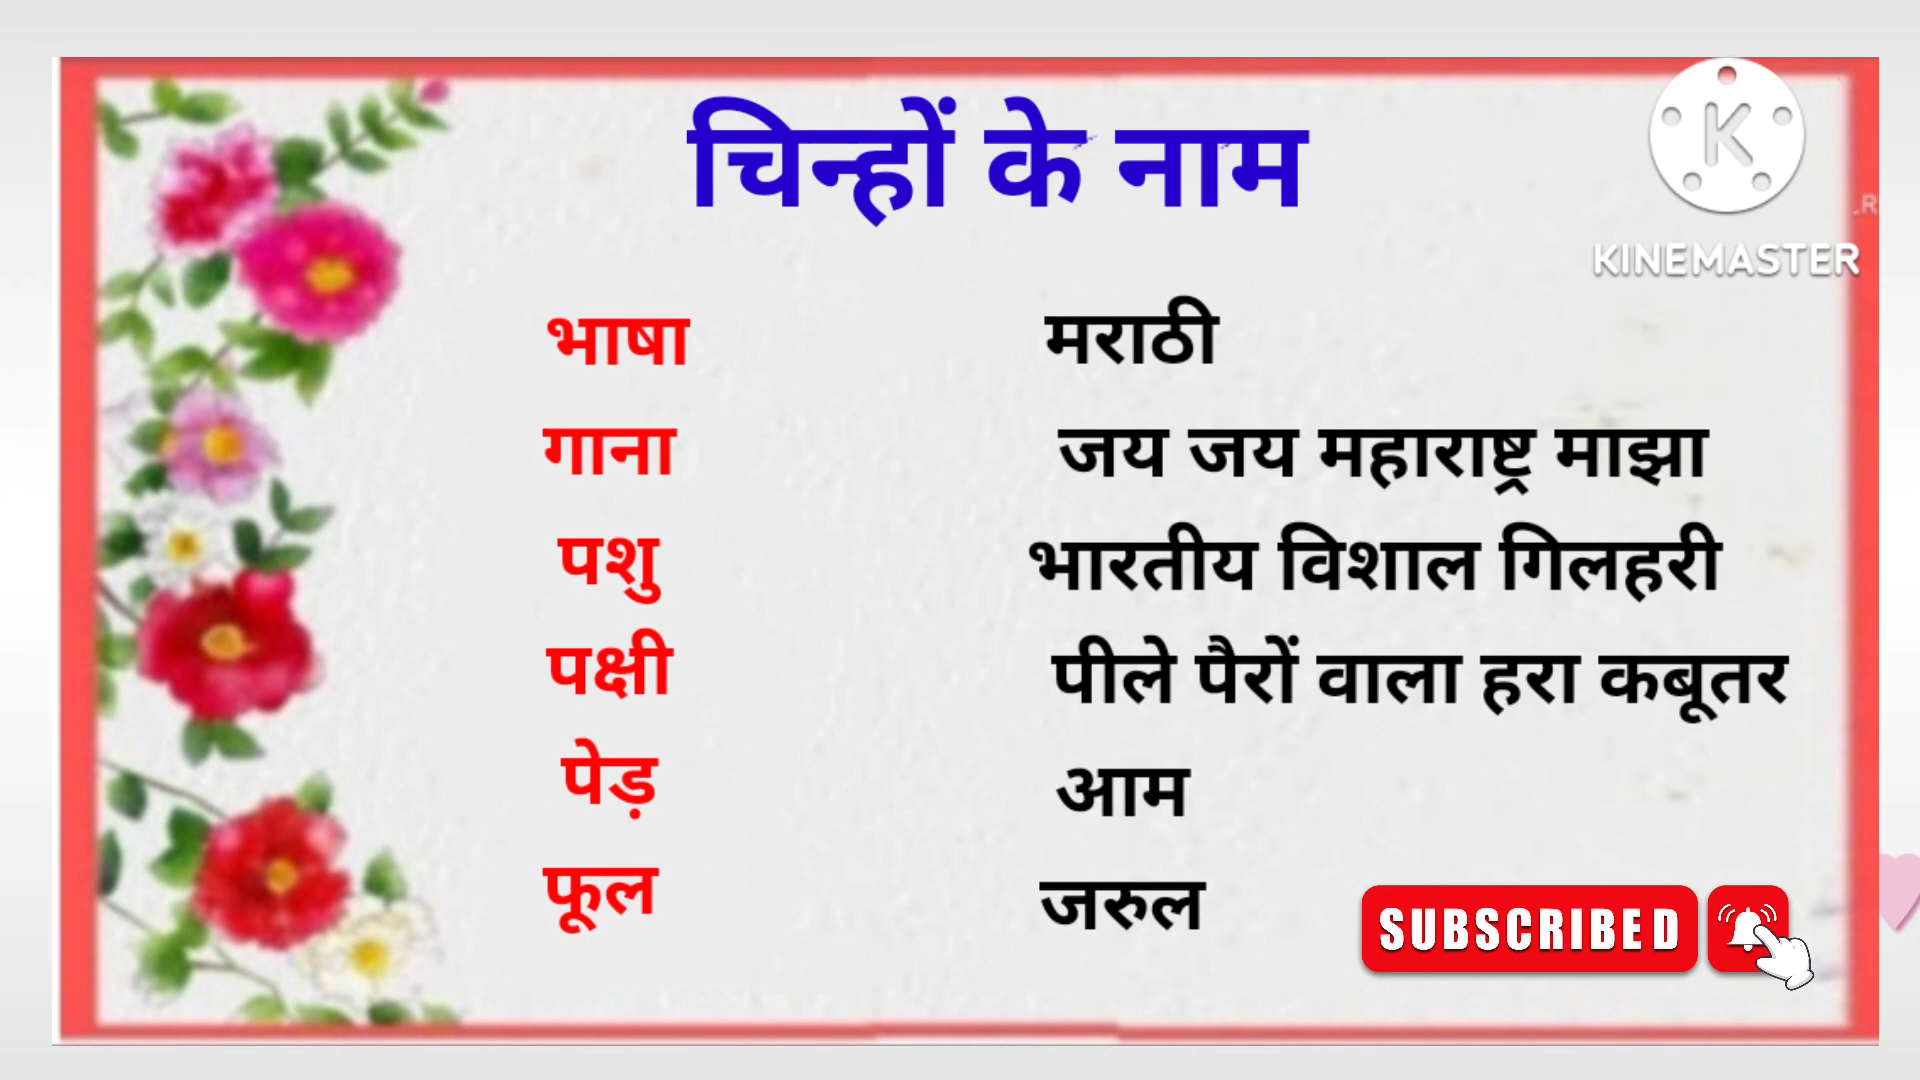 चिन्हों के नाम
KINEMASTER
.R
भाषा मराठी
गाना जय जय महाराष्ट्र माझा
पशु भारतीय विशाल गिलहरी
पक्षी पीले पैरों वाला हरा कबूतर
पेड़ आम
फूल जरुल
SUBSCRIBED